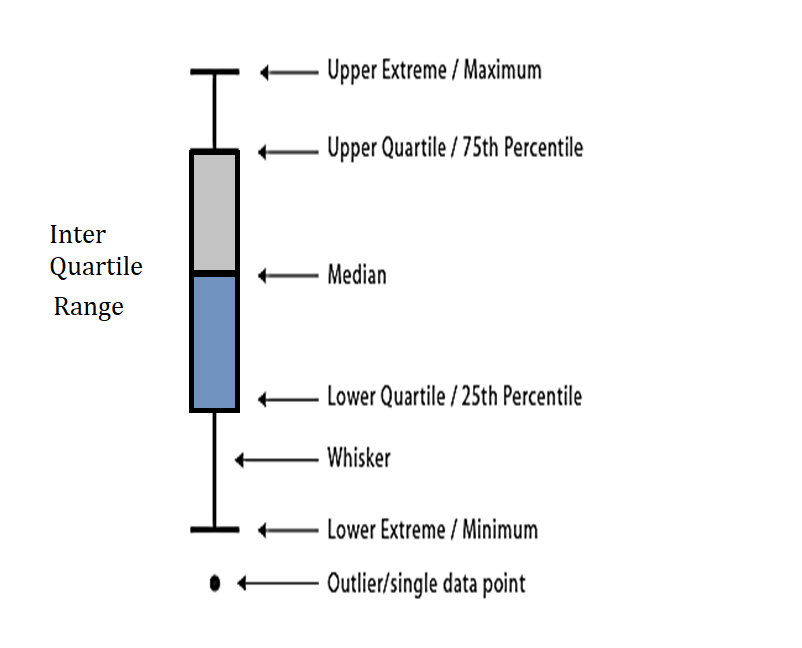 Upper Extreme / Maximum
Upper Quartile / 75th Percentile
Inter
Quartile
Range
Median
Lower Quartile / 25th Percentile
Whisker
Lower Extreme / Minimum
Outlier/single data point